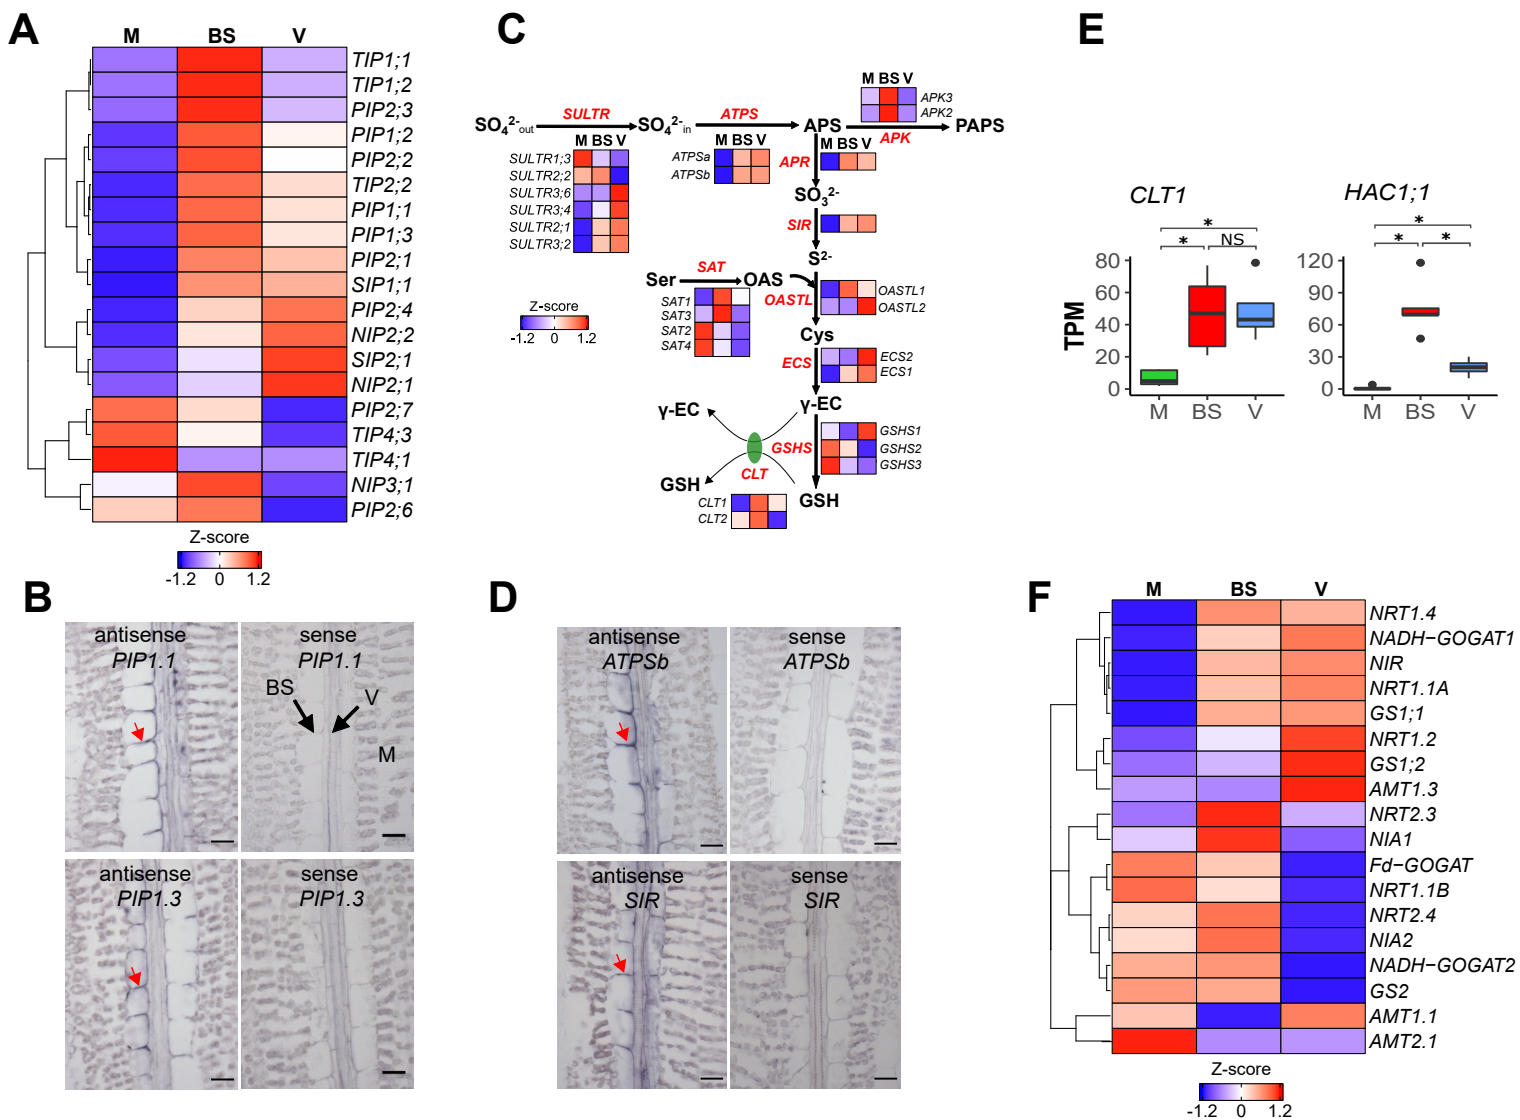 A
M BS V
TIP1;1
TIP1;2
PIP2;3
PIP1;2
PIP2;2
TIP2;2
PIP1;1
PIP1;3
PIP2;1
SIP1;1
PIP2;4
NIP2;2
SIP2;1
NIP2;1
PIP2;7
TIP4;3
TIP4;1
NIP3;1
PIP2;6
Z-score
-1.2 0 1.2
B
antisense
PIP1.1
sense
PIP1.1
BS
V
M
antisense
PIP1.3
sense
PIP1.3
C
SO₄²⁻out
SULTR
SO₄²⁻in
ATPS
APS
APK
PAPS
M BS V
APK3
APK2
M BS V
SULTR1;3
SULTR2;2
SULTR3;6
SULTR3;4
SULTR2;1
SULTR3;2
M BS V
ATPSa
ATPSb
APR
M BS V
SO₃²⁻
SIR
S²⁻
Ser
SAT
OAS
SAT1
SAT3
SAT2
SAT4
OASTL
OASTL1
OASTL2
Cys
ECS
ECS2
ECS1
γ-EC
γ-EC
GSHS
GSHS1
GSHS2
GSHS3
CLT
GSH
GSH
CLT1
CLT2
Z-score
-1.2 0 1.2
D
antisense
ATPSb
sense
ATPSb
antisense
SIR
sense
SIR
E
CLT1
* NS
*
TPM
80
60
40
20
0
M BS V
HAC1;1
*
* *
120
90
60
30
0
M BS V
F
M BS V
NRT1.4
NADH−GOGAT1
NIR
NRT1.1A
GS1;1
NRT1.2
GS1;2
AMT1.3
NRT2.3
NIA1
Fd−GOGAT
NRT1.1B
NRT2.4
NIA2
NADH−GOGAT2
GS2
AMT1.1
AMT2.1
Z-score
-1.2 0 1.2